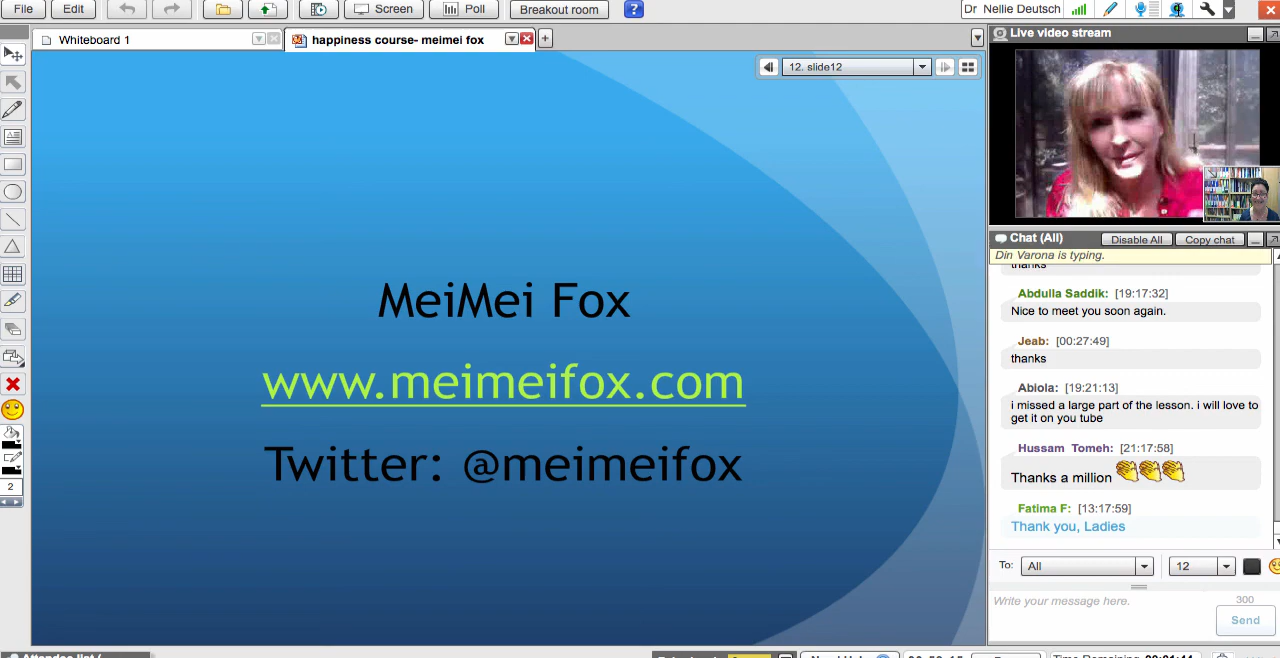 File Edit Screen Poll Breakout room ? Dr Nellie Deutsch
Whiteboard 1 happiness course- meimei fox
12. slide12
MeiMei Fox
www.meimeifox.com
Twitter: @meimeifox
2
Live video stream
Chat (All) Disable All Copy chat
Din Varona is typing.
thanks
Abdulla Saddik: [19:17:32]
Nice to meet you soon again.
Jeab: [00:27:49]
thanks
Abiola: [19:21:13]
i missed a large part of the lesson. i will love to
get it on you tube
Hussam Tomeh: [21:17:58]
Thanks a million
Fatima F: [13:17:59]
Thank you, Ladies
To: All 12
Write your message here. 300
Send
Attendee list (
Time Remaining